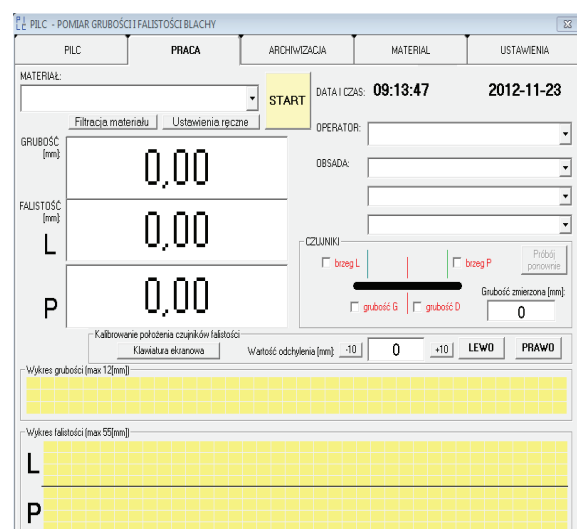 PILC - POMIAR GRUBOŚCI I FALISTOŚCI BLACHY
PILC PRACA ARCHIWIZACJA MATERIAL USTAWIENIA
MATERIAŁ:
START
DATA I CZAS: 09:13:47 2012-11-23
Filtracja materiału Ustawienia ręczne
OPERATOR:
GRUBOŚĆ
[mm]:
0,00
OBSADA:
FALISTOŚĆ
[mm]:
L 0,00
CZUJNIKI
brzeg L brzeg P Próbój
ponownie
grubość G grubość D
Grubość zmierzona [mm]:
0
P 0,00
Kalibrowanie położenia czujników falistości
Klawiatura ekranowa Wartość odchylenia [mm]: -10 0 +10 LEWO PRAWO
Wykres grubości (max 12[mm])
Wykres falistości (max 55[mm])
L
P